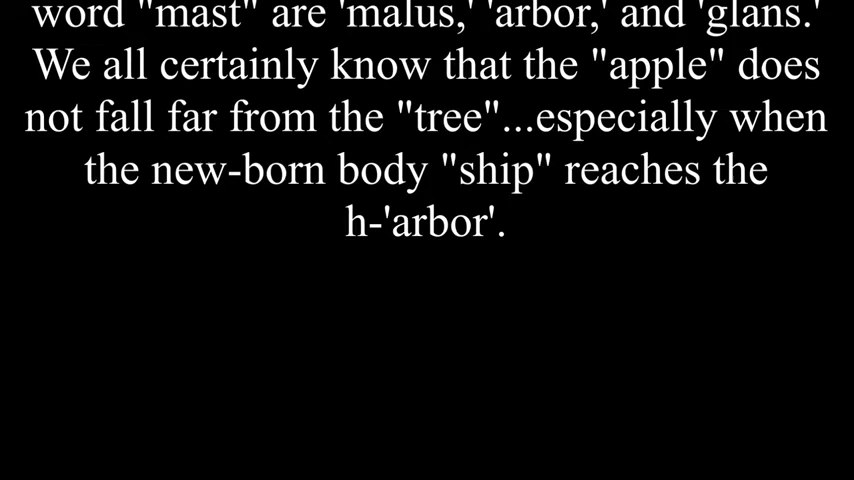 word "mast" are 'malus,' 'arbor,' and 'glans.'
We all certainly know that the "apple" does
not fall far from the "tree"...especially when
the new-born body "ship" reaches the
h-'arbor'.